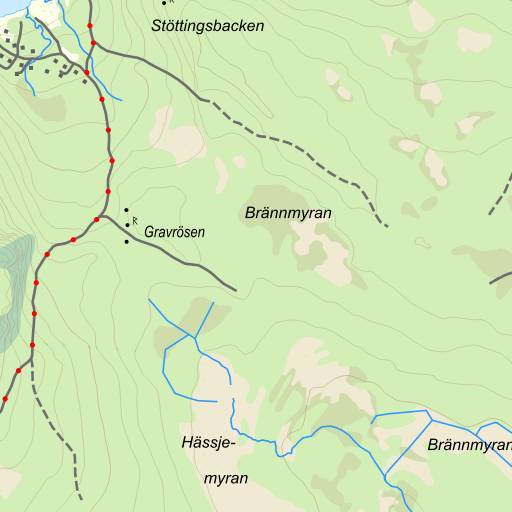 Stöttingsbacken
Brännmyran
Gravrösen
Hässje-
myran
Brännmyran